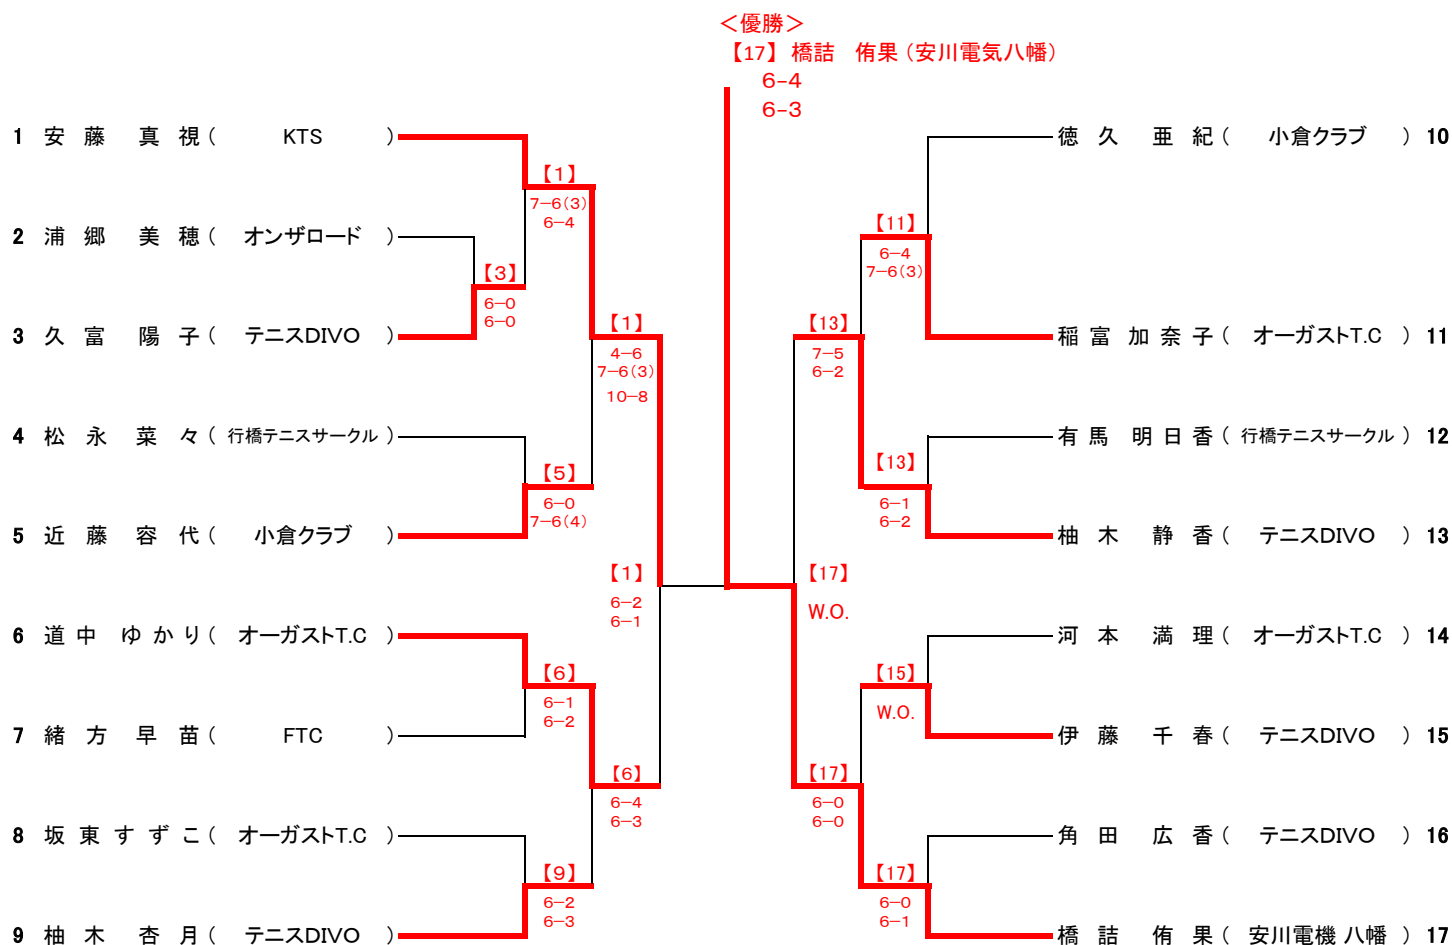 ＜優勝＞
【17】 橋詰　侑果（安川電気八幡）
6-4
6-3
1 安 藤 真 視（ KTS ）
【1】
7-6(3)
6-4
2 浦 郷 美 穂（ オンザロード ）
【3】
6-0
6-0
3 久 富 陽 子（ テニスDIVO ）
【1】
4-6
7-6(3)
10-8
4 松 永 菜 々（ 行橋テニスサークル ）
【5】
6-0
7-6(4)
5 近 藤 容 代（ 小倉クラブ ）
【1】
6-2
6-1
6 道 中 ゆ か り（ オーガストT.C ）
【6】
6-1
6-2
7 緒 方 早 苗（ FTC ）
【6】
6-4
6-3
8 坂 東 す ず こ（ オーガストT.C ）
【9】
6-2
6-3
9 柚 木 杏 月（ テニスDIVO ）
徳 久 亜 紀（ 小倉クラブ ） 10
【11】
6-4
7-6(3)
稲 富 加 奈 子（ オーガストT.C ） 11
【13】
7-5
6-2
有 馬 明 日 香（ 行橋テニスサークル ） 12
【13】
6-1
6-2
柚 木 静 香（ テニスDIVO ） 13
【17】
W.O.
河 本 満 理（ オーガストT.C ） 14
【15】
W.O.
伊 藤 千 春（ テニスDIVO ） 15
【17】
6-0
6-0
角 田 広 香（ テニスDIVO ） 16
【17】
6-0
6-1
橋 詰 侑 果（ 安川電機 八幡 ） 17